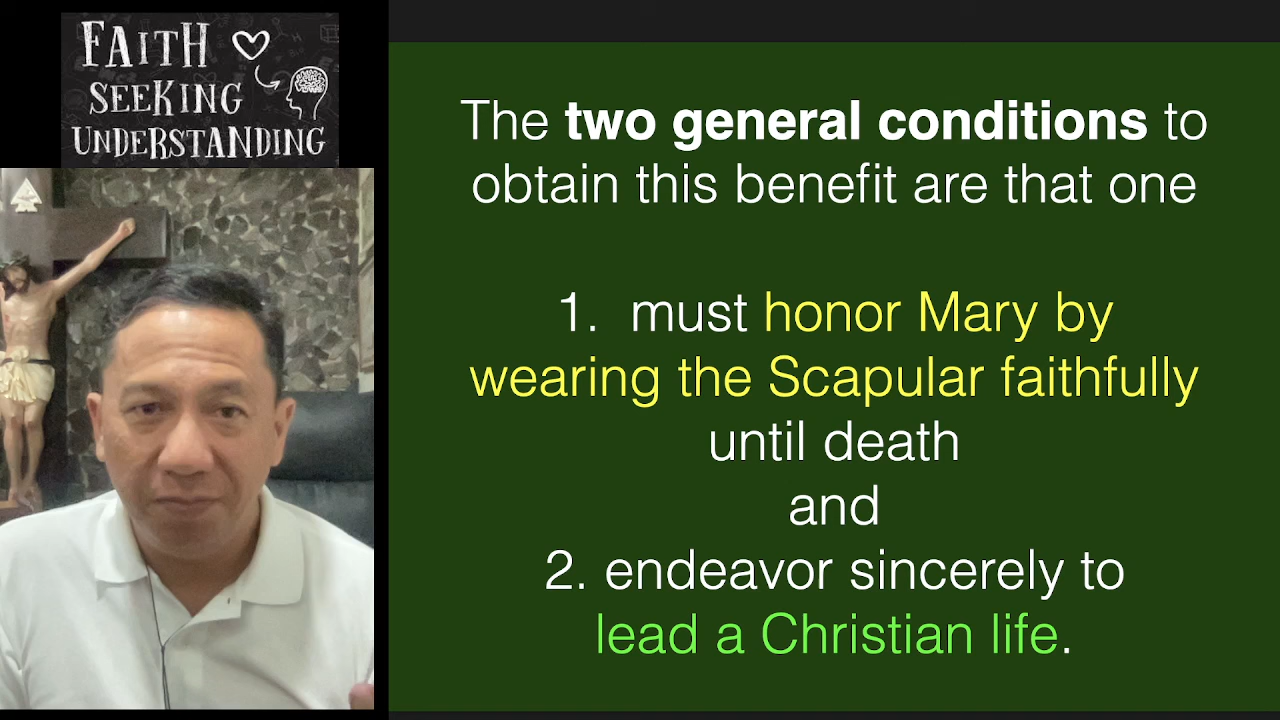 FAITH
SEEKING
UNDERSTANDING
The two general conditions to
obtain this benefit are that one
1. must honor Mary by
wearing the Scapular faithfully
until death
and
2. endeavor sincerely to
lead a Christian life.